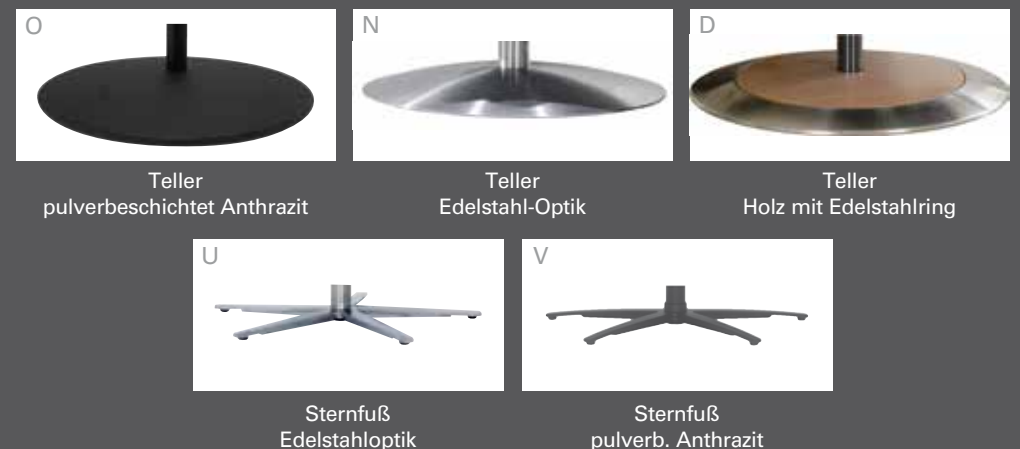 O
Teller
pulverbeschichtet Anthrazit
N
Teller
Edelstahl-Optik
D
Teller
Holz mit Edelstahlring
U
Sternfuß
Edelstahloptik
V
Sternfuß
pulverb. Anthrazit